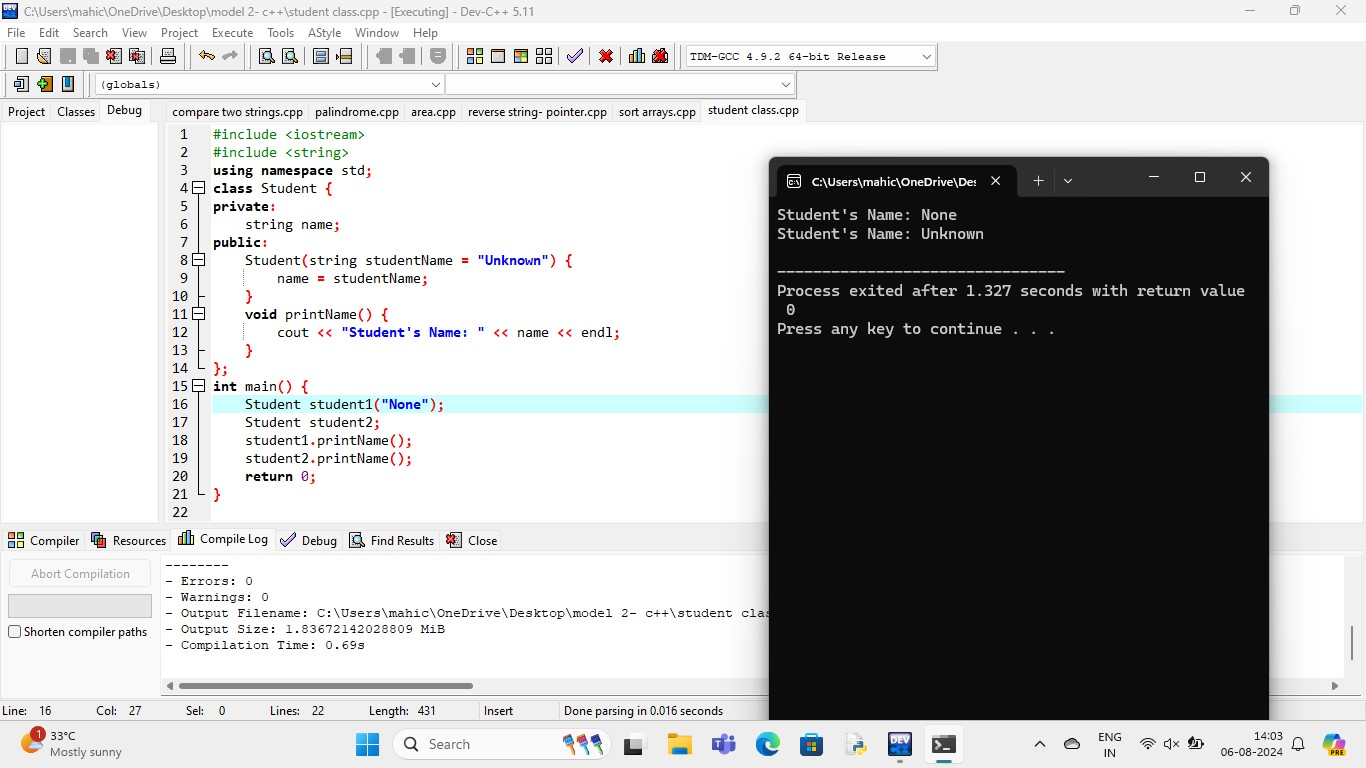 C:\Users\mahic\OneDrive\Desktop\model 2- c++\student class.cpp - [Executing] - Dev-C++ 5.11
File Edit Search View Project Execute Tools AStyle Window Help
TDM-GCC 4.9.2 64-bit Release
(globals)
Project Classes Debug
compare two strings.cpp palindrome.cpp area.cpp reverse string- pointer.cpp sort arrays.cpp student class.cpp
1 #include <iostream>
2 #include <string>
3 using namespace std;
4 class Student {
5 private:
6 string name;
7 public:
8 Student(string studentName = "Unknown") {
9 name = studentName;
10 }
11 void printName() {
12 cout << "Student's Name: " << name << endl;
13 }
14 };
15 int main() {
16 Student student1("None");
17 Student student2;
18 student1.printName();
19 student2.printName();
20 return 0;
21 }
22
C:\Users\mahic\OneDrive\Des
Student's Name: None
Student's Name: Unknown
--------------------------------
Process exited after 1.327 seconds with return value
0
Press any key to continue . . .
Compiler Resources Compile Log Debug Find Results Close
Abort Compilation
Shorten compiler paths
--------
- Errors: 0
- Warnings: 0
- Output Filename: C:\Users\mahic\OneDrive\Desktop\model 2- c++\student clas
- Output Size: 1.83672142028809 MiB
- Compilation Time: 0.69s
Line: 16 Col: 27 Sel: 0 Lines: 22 Length: 431 Insert Done parsing in 0.016 seconds
1
33°C
Mostly sunny
Search
DEV
ENG
IN
14:03
06-08-2024
PRE